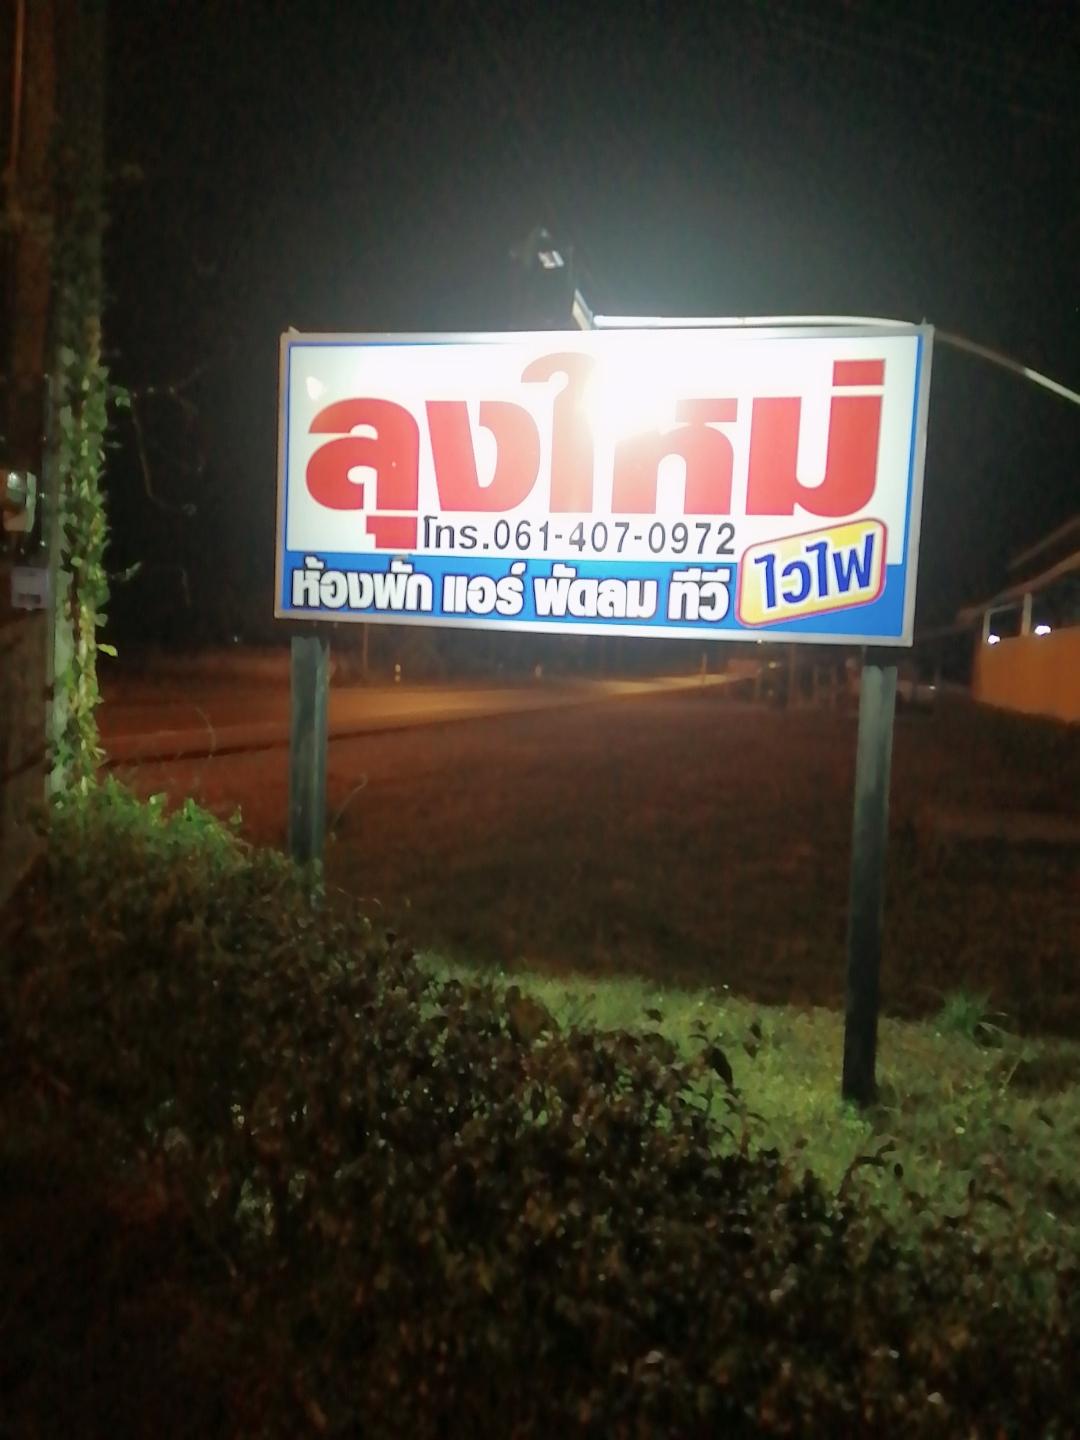 ลุงใหม่
โทร.061-407-0972
ห้องพัก แอร์ พัดลม ทีวี ไวไฟ